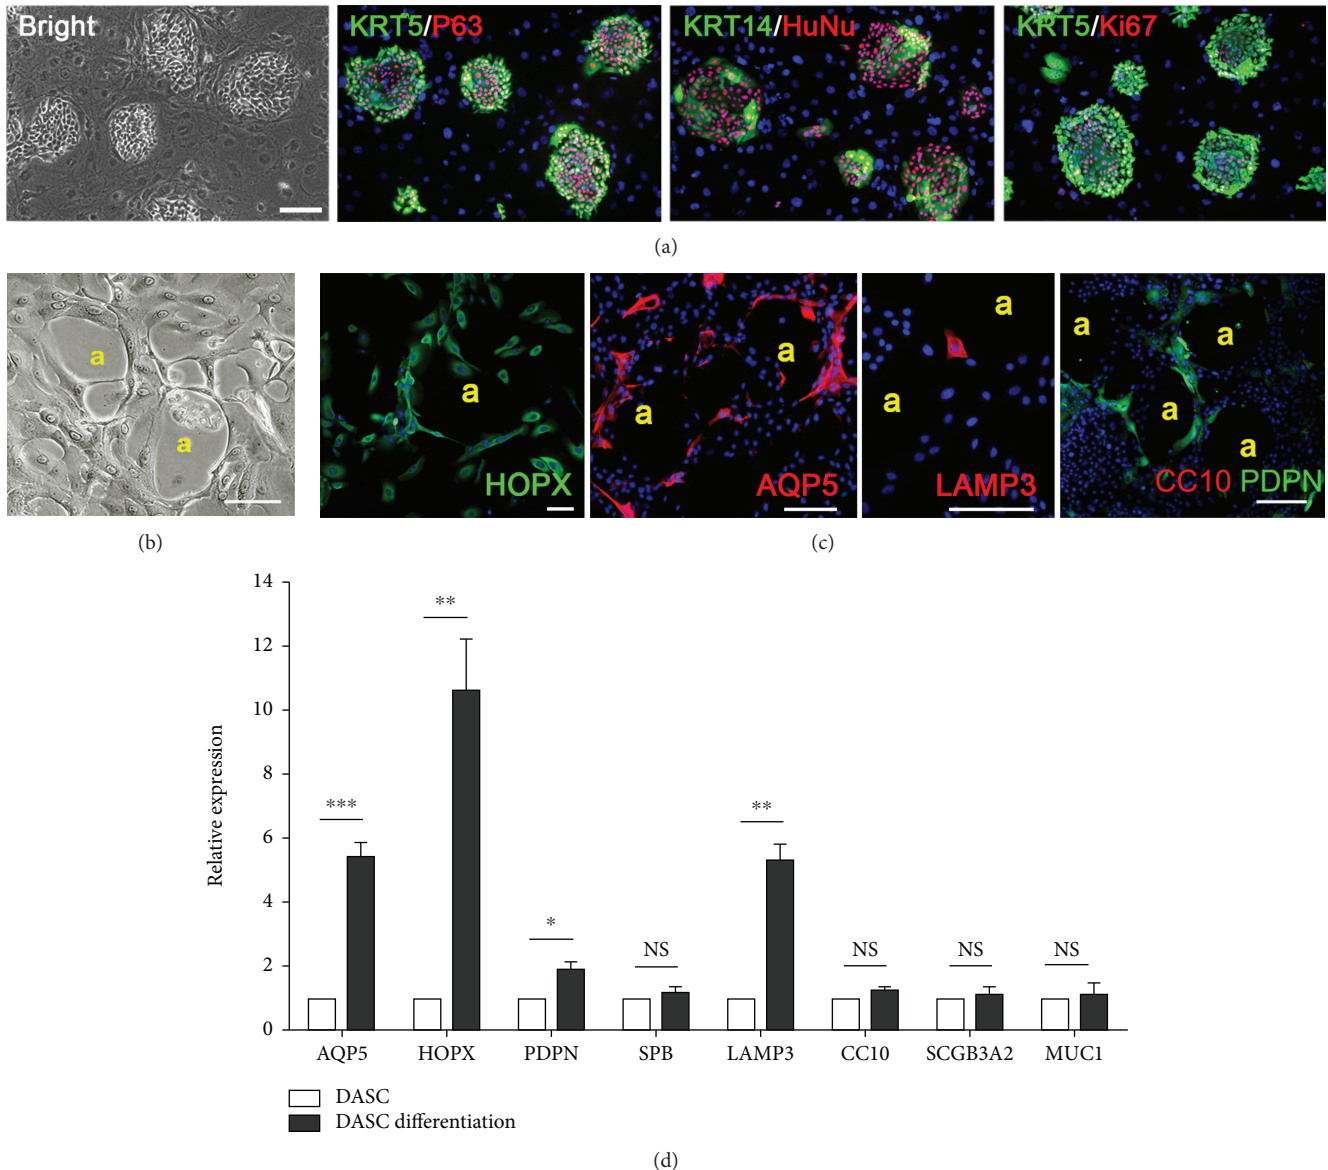 Bright
KRT5/P63
KRT14/HuNu
KRT5/Ki67
(a)
a
a
(b)
a
HOPX
a
a
AQP5
a
a
LAMP3
a
a
a
a
CC10 PDPN
(c)
14
12
10
8
6
4
2
0
Relative expression
***
**
*
NS
**
NS
NS
NS
AQP5 HOPX PDPN SPB LAMP3 CC10 SCGB3A2 MUC1
DASC
DASC differentiation
(d)